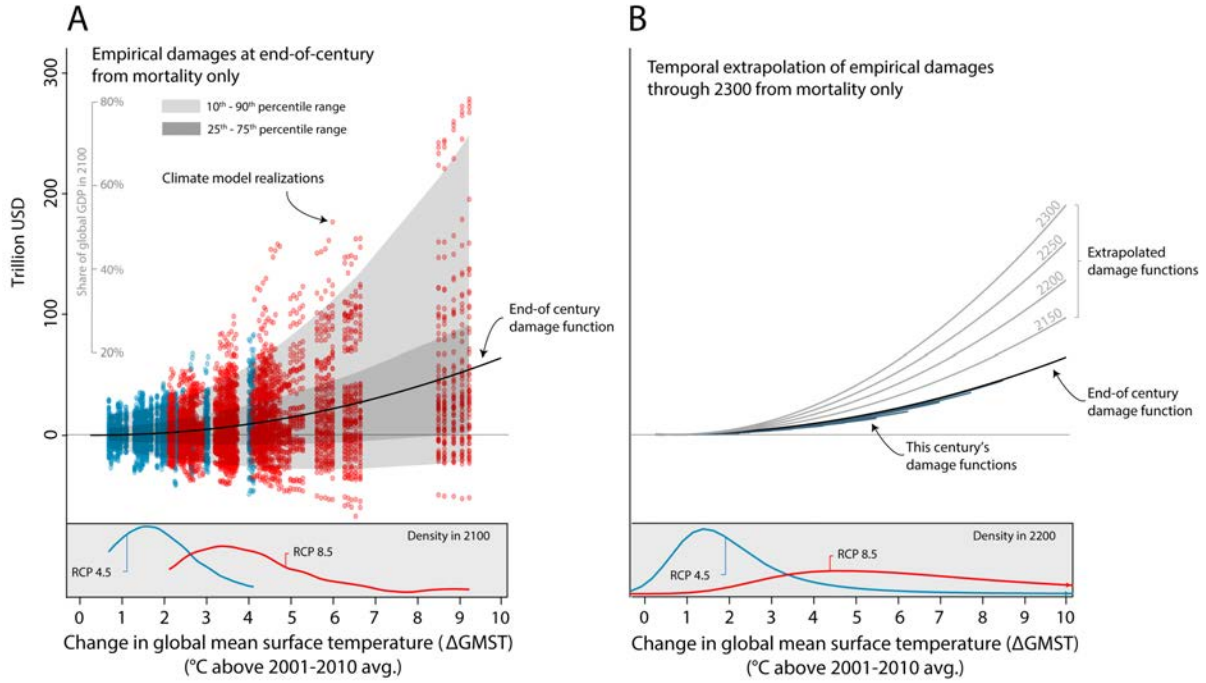 A
Empirical damages at end-of-century
from mortality only
10th - 90th percentile range
25th - 75th percentile range
Climate model realizations
End-of century
damage function
Trillion USD
300
200
100
0
Share of global GDP in 2100
80%
60%
40%
20%
Density in 2100
RCP 4.5
RCP 8.5
0 1 2 3 4 5 6 7 8 9 10
Change in global mean surface temperature (ΔGMST)
(°C above 2001-2010 avg.)
B
Temporal extrapolation of empirical damages
through 2300 from mortality only
2300
2250
2200
2150
Extrapolated
damage functions
End-of century
damage function
This century's
damage functions
Density in 2200
RCP 4.5
RCP 8.5
0 1 2 3 4 5 6 7 8 9 10
Change in global mean surface temperature (ΔGMST)
(°C above 2001-2010 avg.)